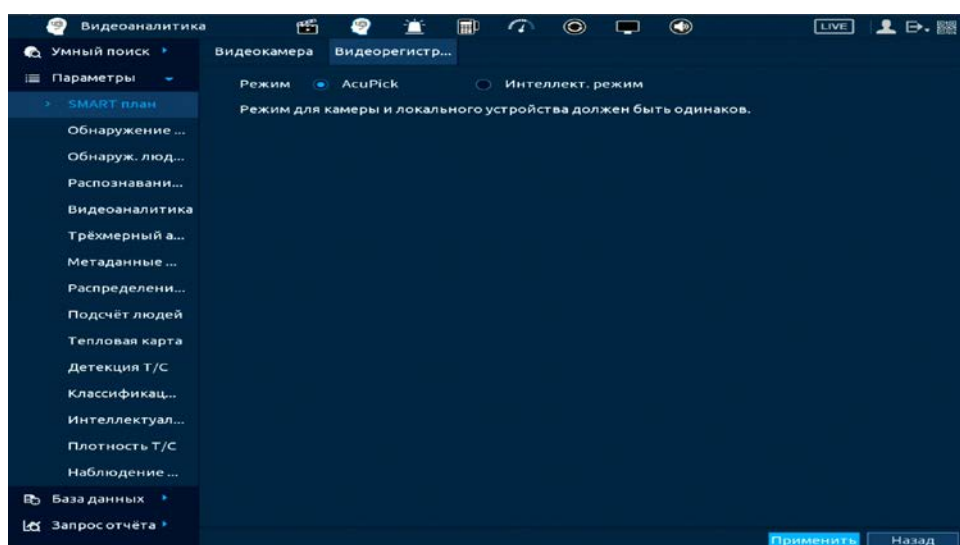 Видеоаналитика
LIVE
Умный поиск
Видеокамера
Видеорегистр...
Параметры
Режим
AcuPick
Интеллект. режим
SMART план
Режим для камеры и локального устройства должен быть одинаков.
Обнаружение ...
Обнаруж. люд...
Распознавани...
Видеоаналитика
Трёхмерный а...
Метаданные ...
Распределени...
Подсчёт людей
Тепловая карта
Детекция Т/С
Классификац...
Интеллектуал...
Плотность Т/С
Наблюдение ...
База данных
Запрос отчёта
Применить
Назад